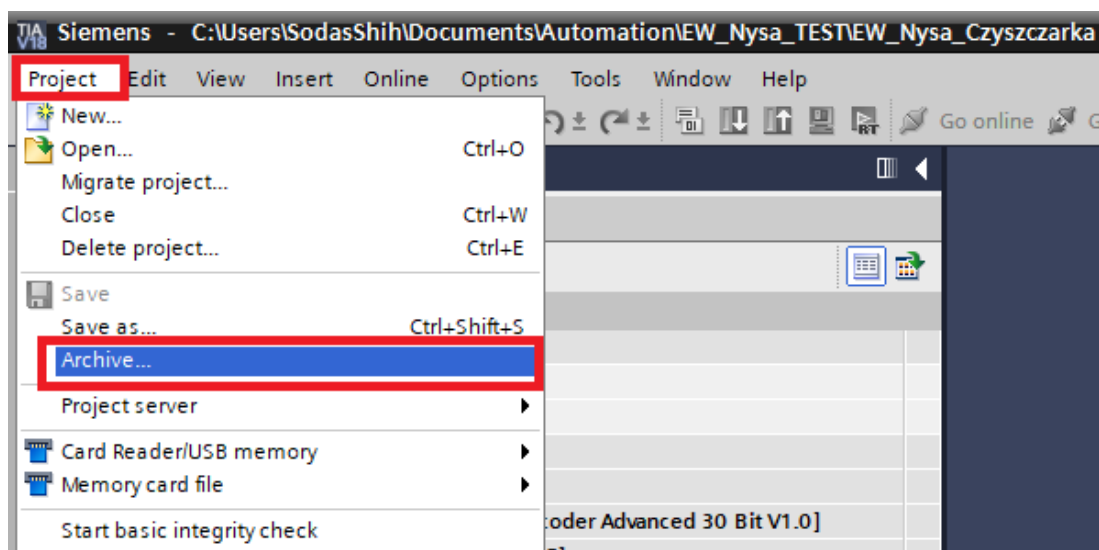 TIA V18 Siemens - C:\Users\SodasShih\Documents\Automation\EW_Nysa_TEST\EW_Nysa_Czyszczarka
Project Edit View Insert Online Options Tools Window Help
New...
Go online
Open... Ctrl+O
Migrate project...
Close Ctrl+W
Delete project... Ctrl+E
Save
Save as... Ctrl+Shift+S
Archive...
Project server
Card Reader/USB memory
Memory card file
coder Advanced 30 Bit V1.0]
Start basic integrity check